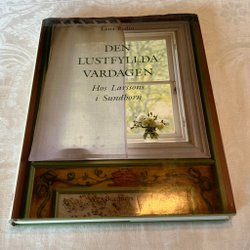 Lena Rydin
DEN
LUSTFYLLDA
VARDAGEN
Hos Larssons
i Sundborn